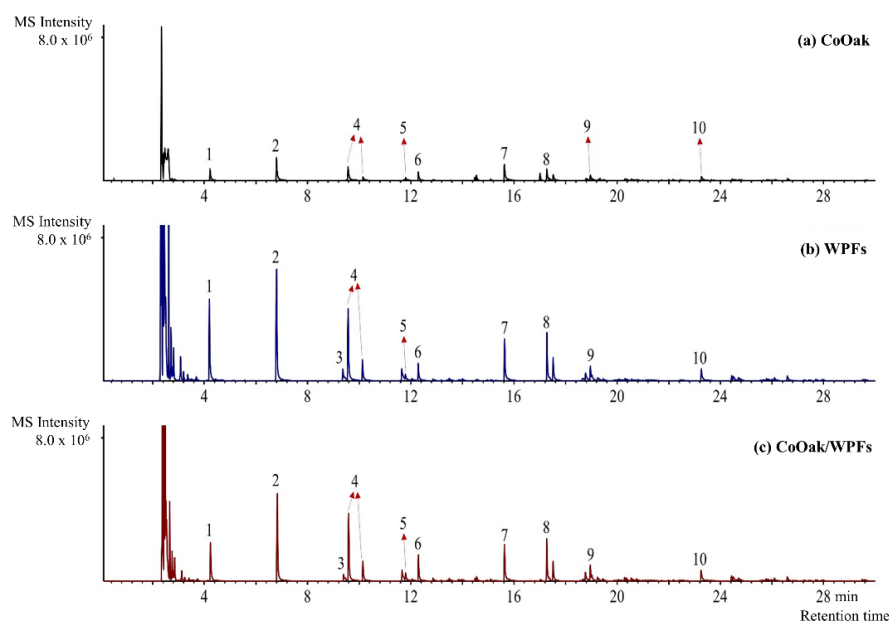 MS Intensity
8.0 x 10⁶
(a) CoOak
1 2 4 5 6 7 8 9 10
4 8 12 16 20 24 28
MS Intensity
8.0 x 10⁶
(b) WPFs
1 2 3 4 5 6 7 8 9 10
4 8 12 16 20 24 28
MS Intensity
8.0 x 10⁶
(c) CoOak/WPFs
1 2 3 4 5 6 7 8 9 10
4 8 12 16 20 24 28 min
Retention time